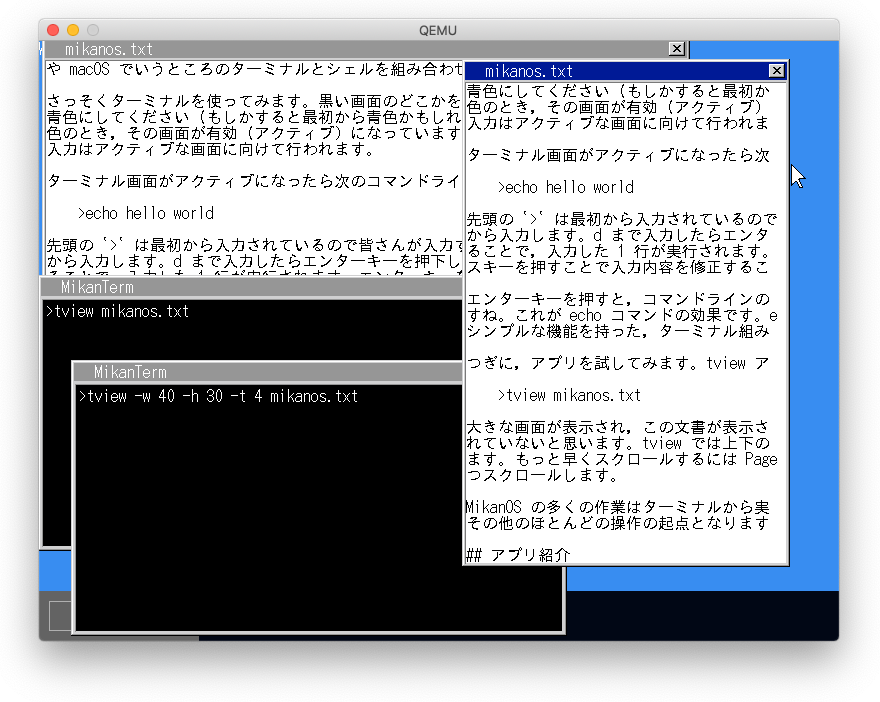 QEMU
mikanos.txt
や macOS でいうところのターミナルとシェルを組み合わせ
さっそくターミナルを使ってみます。黒い画面のどこかを
青色にしてください（もしかすると最初から青色かもしれ
色のとき，その画面が有効（アクティブ）になっています
入力はアクティブな画面に向けて行われます。
ターミナル画面がアクティブになったら次のコマンドライ
>echo hello world
先頭の `>` は最初から入力されているので皆さんが入力す
から入力します。d まで入力したらエンターキーを押下し
MikanTerm
>tview mikanos.txt
MikanTerm
>tview -w 40 -h 30 -t 4 mikanos.txt
mikanos.txt
青色にしてください（もしかすると最初か
色のとき，その画面が有効（アクティブ）
入力はアクティブな画面に向けて行われま
ターミナル画面がアクティブになったら次
>echo hello world
先頭の `>` は最初から入力されているので
から入力します。d まで入力したらエンタ
ることで，入力した 1 行が実行されます。
スキーを押すことで入力内容を修正するこ
エンターキーを押すと，コマンドラインの
すね。これが echo コマンドの効果です。e
シンプルな機能を持った，ターミナル組み
つぎに，アプリを試してみます。tview ア
>tview mikanos.txt
大きな画面が表示され，この文書が表示さ
れていないと思います。tview では上下の
ます。もっと早くスクロールするには Page
つスクロールします。
MikanOS の多くの作業はターミナルから実
その他のほとんどの操作の起点となります
## アプリ紹介